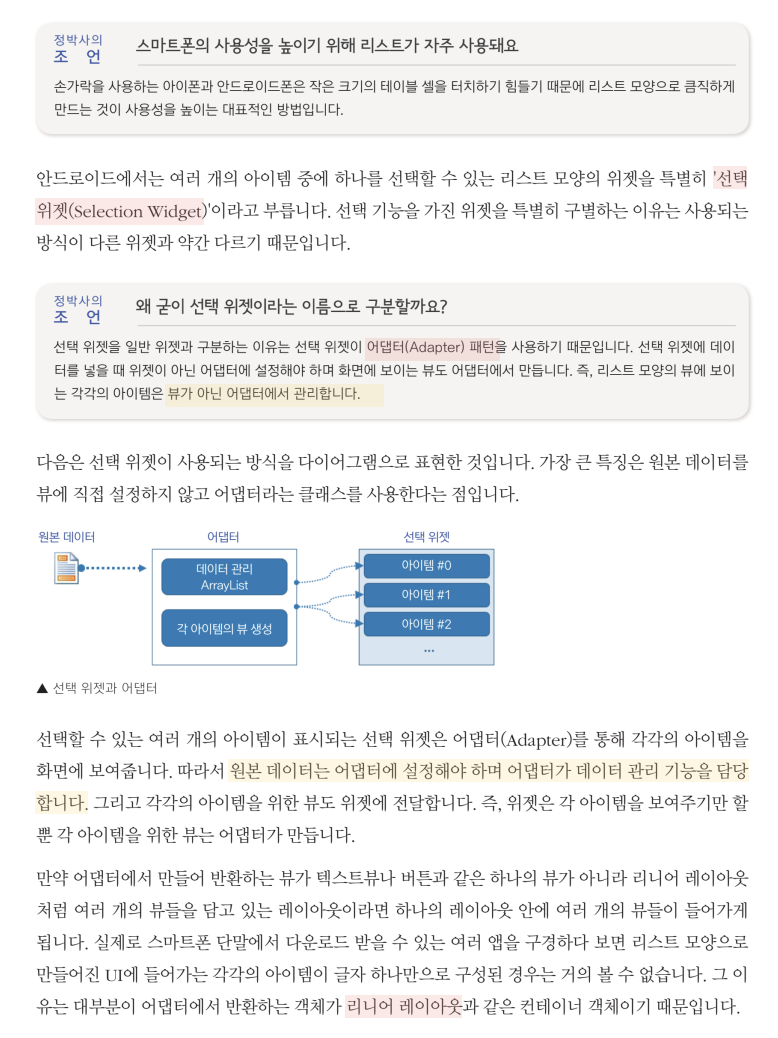 정박사의
조 언
스마트폰의 사용성을 높이기 위해 리스트가 자주 사용돼요
손가락을 사용하는 아이폰과 안드로이드폰은 작은 크기의 테이블 셀을 터치하기 힘들기 때문에 리스트 모양으로 큼직하게
만드는 것이 사용성을 높이는 대표적인 방법입니다.
안드로이드에서는 여러 개의 아이템 중에 하나를 선택할 수 있는 리스트 모양의 위젯을 특별히 '선택
위젯(Selection Widget)'이라고 부릅니다. 선택 기능을 가진 위젯을 특별히 구별하는 이유는 사용되는
방식이 다른 위젯과 약간 다르기 때문입니다.
정박사의
조 언
왜 굳이 선택 위젯이라는 이름으로 구분할까요?
선택 위젯을 일반 위젯과 구분하는 이유는 선택 위젯이 어댑터(Adapter) 패턴을 사용하기 때문입니다. 선택 위젯에 데이
터를 넣을 때 위젯이 아닌 어댑터에 설정해야 하며 화면에 보이는 뷰도 어댑터에서 만듭니다. 즉, 리스트 모양의 뷰에 보이
는 각각의 아이템은 뷰가 아닌 어댑터에서 관리합니다.
다음은 선택 위젯이 사용되는 방식을 다이어그램으로 표현한 것입니다. 가장 큰 특징은 원본 데이터를
뷰에 직접 설정하지 않고 어댑터라는 클래스를 사용한다는 점입니다.
원본 데이터
어댑터
선택 위젯
데이터 관리
ArrayList
각 아이템의 뷰 생성
아이템 #0
아이템 #1
아이템 #2
...
▲ 선택 위젯과 어댑터
선택할 수 있는 여러 개의 아이템이 표시되는 선택 위젯은 어댑터(Adapter)를 통해 각각의 아이템을
화면에 보여줍니다. 따라서 원본 데이터는 어댑터에 설정해야 하며 어댑터가 데이터 관리 기능을 담당
합니다. 그리고 각각의 아이템을 위한 뷰도 위젯에 전달합니다. 즉, 위젯은 각 아이템을 보여주기만 할
뿐 각 아이템을 위한 뷰는 어댑터가 만듭니다.
만약 어댑터에서 만들어 반환하는 뷰가 텍스트뷰나 버튼과 같은 하나의 뷰가 아니라 리니어 레이아웃
처럼 여러 개의 뷰들을 담고 있는 레이아웃이라면 하나의 레이아웃 안에 여러 개의 뷰들이 들어가게
됩니다. 실제로 스마트폰 단말에서 다운로드 받을 수 있는 여러 앱을 구경하다 보면 리스트 모양으로
만들어진 UI에 들어가는 각각의 아이템이 글자 하나만으로 구성된 경우는 거의 볼 수 없습니다. 그 이
유는 대부분이 어댑터에서 반환하는 객체가 리니어 레이아웃과 같은 컨테이너 객체이기 때문입니다.